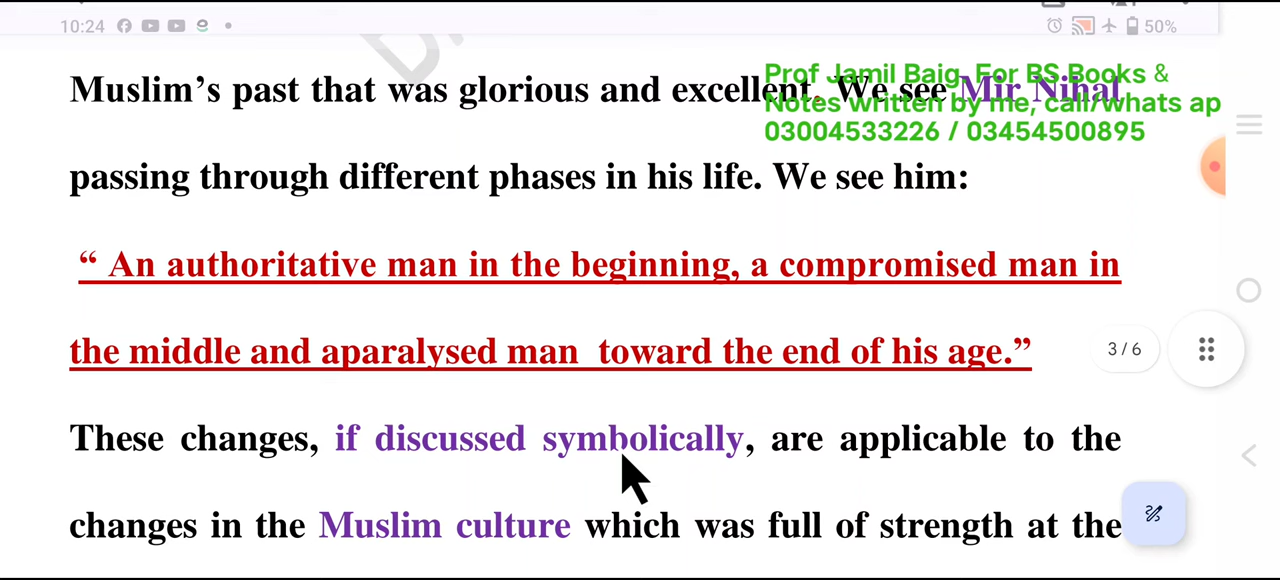 10:24
50%
Prof Jamil Baig. For BS Books &
Notes written by me, call/whats ap
03004533226 / 03454500895
Muslim's past that was glorious and excellent. We see Mir Nihal
passing through different phases in his life. We see him:
“ An authoritative man in the beginning, a compromised man in
the middle and aparalysed man toward the end of his age.”
3 / 6
These changes, if discussed symbolically, are applicable to the
changes in the Muslim culture which was full of strength at the